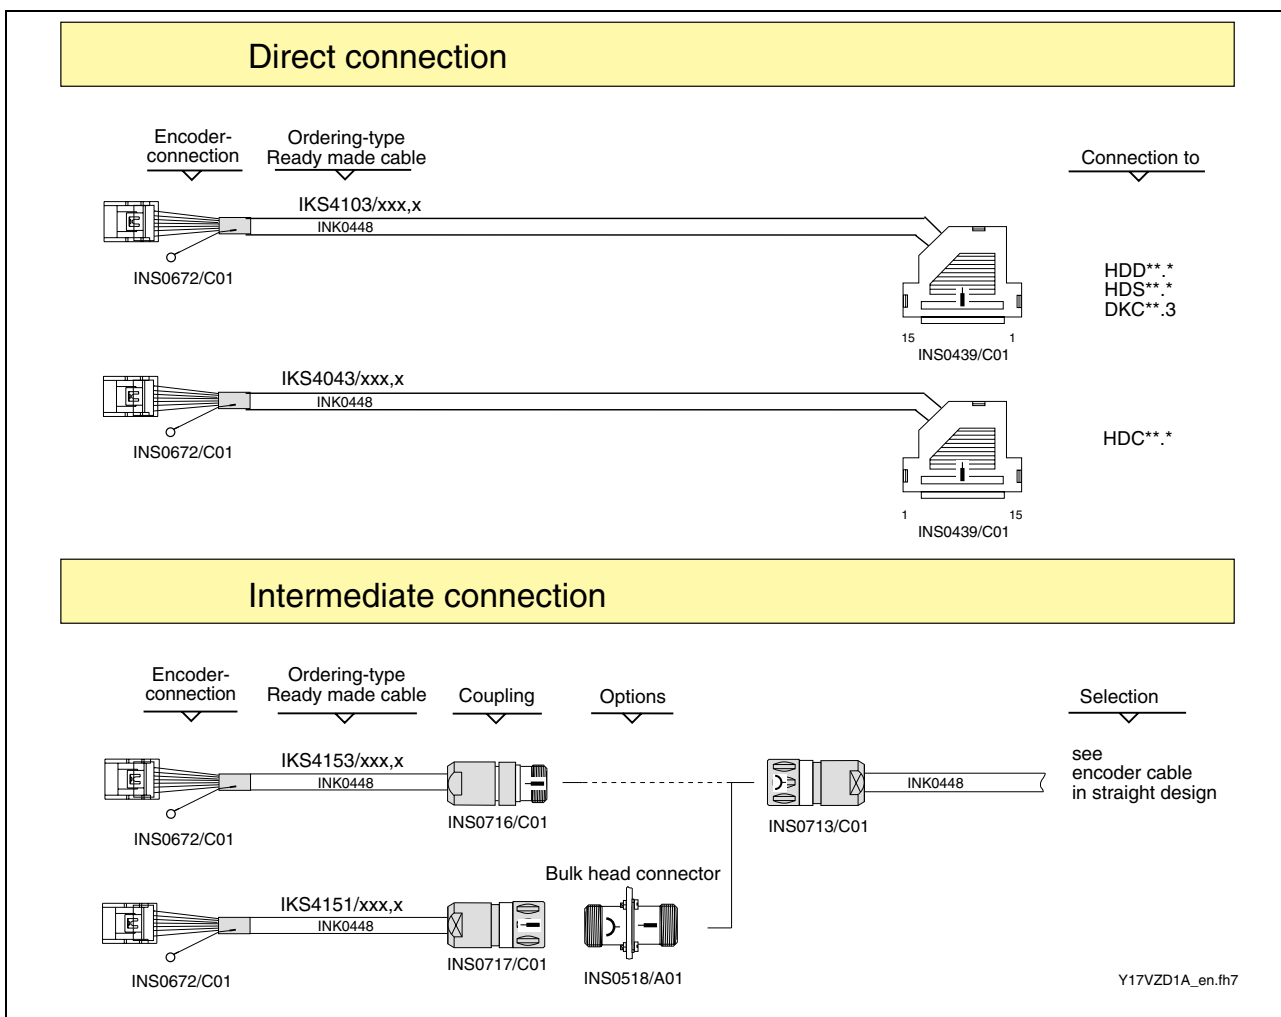 Direct connection
Encoder-
connection
Ordering-type
Ready made cable
Connection to
IKS4103/xxx,x
INK0448
INS0672/C01
HDD**.*
HDS**.*
DKC**.3
15
1
INS0439/C01
IKS4043/xxx,x
INK0448
INS0672/C01
HDC**.*
1
15
INS0439/C01
Intermediate connection
Encoder-
connection
Ordering-type
Ready made cable
Coupling
Options
Selection
IKS4153/xxx,x
INK0448
INS0672/C01
INS0716/C01
INS0713/C01
INK0448
see
encoder cable
in straight design
Bulk head connector
IKS4151/xxx,x
INK0448
INS0672/C01
INS0717/C01
INS0518/A01
Y17VZD1A_en.fh7